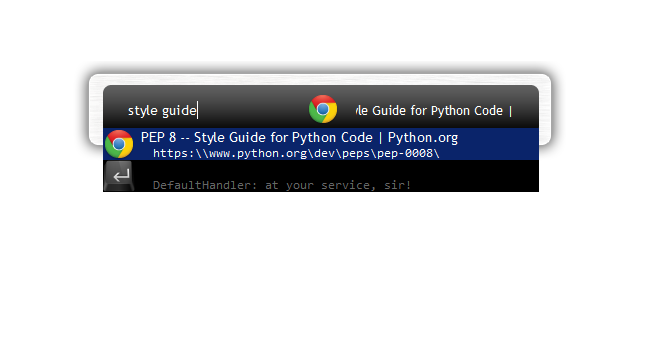 style guide
yle Guide for Python Code |
PEP 8 -- Style Guide for Python Code | Python.org
https:\\www.python.org\dev\peps\pep-0008\
DefaultHandler: at your service, sir!